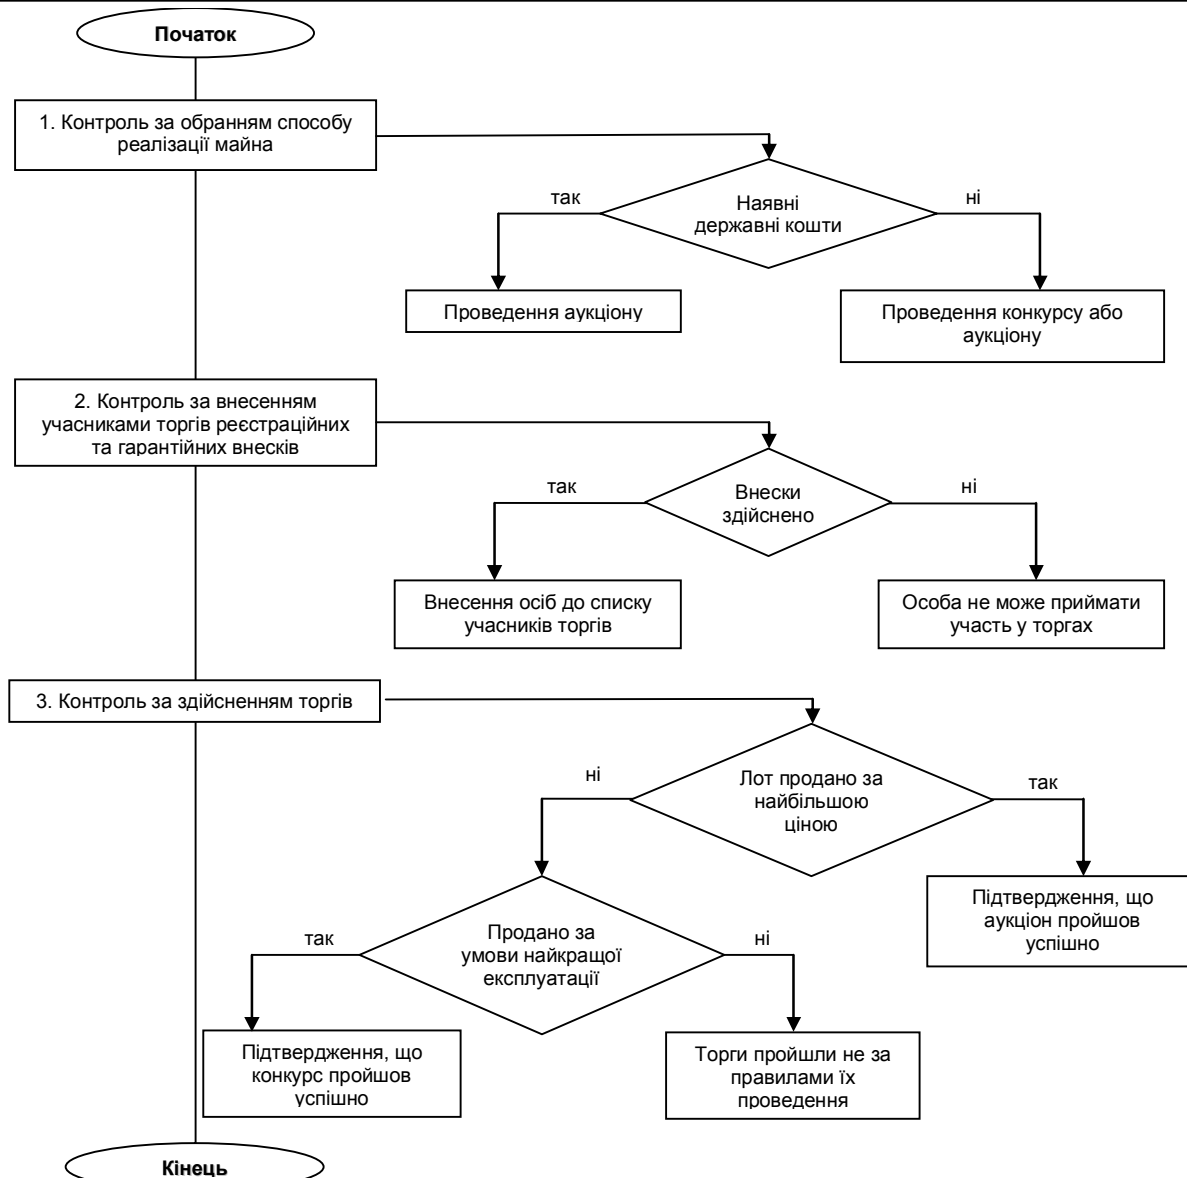 Початок
1. Контроль за обранням способу
реалізації майна
так
Наявні
державні кошти
ні
Проведення аукціону
Проведення конкурсу або
аукціону
2. Контроль за внесенням
учасниками торгів реєстраційних
та гарантійних внесків
так
Внески
здійснено
ні
Внесення осіб до списку
учасників торгів
Особа не може приймати
участь у торгах
3. Контроль за здійсненням торгів
ні
Лот продано за
найбільшою
ціною
так
Підтвердження, що
аукціон пройшов
успішно
так
Продано за
умови найкращої
експлуатації
ні
Підтвердження, що
конкурс пройшов
успішно
Торги пройшли не за
правилами їх
проведення
Кінець